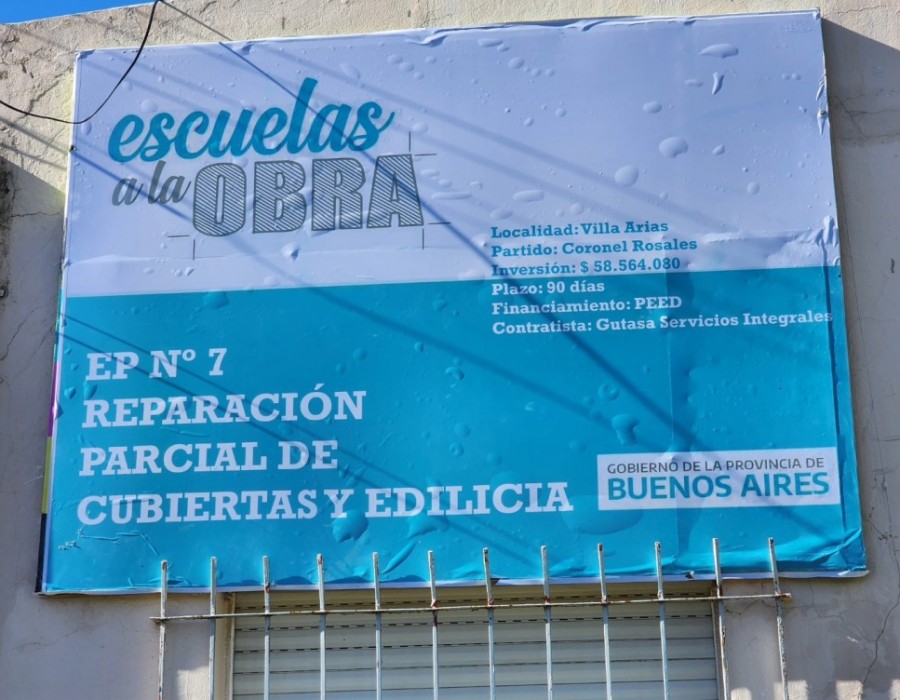 escuelas
a la OBRA
Localidad: Villa Arias
Partido: Coronel Rosales
Inversión: $ 58.564.080
Plazo: 90 días
Financiamiento: PEED
Contratista: Gutasa Servicios Integrales
EP Nº 7
REPARACIÓN
PARCIAL DE
CUBIERTAS Y EDILICIA
GOBIERNO DE LA PROVINCIA DE
BUENOS AIRES